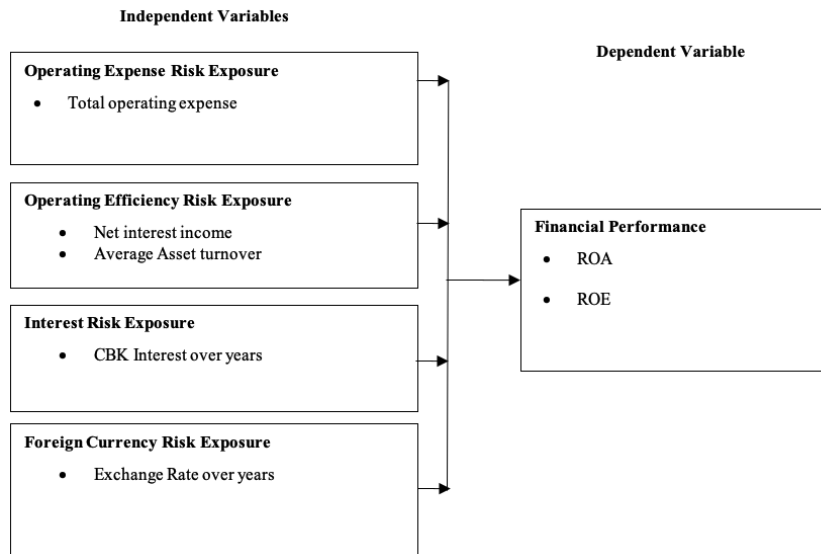 Independent Variables
Dependent Variable
Operating Expense Risk Exposure
• Total operating expense
Operating Efficiency Risk Exposure
• Net interest income
• Average Asset turnover
Interest Risk Exposure
• CBK Interest over years
Foreign Currency Risk Exposure
• Exchange Rate over years
Financial Performance
• ROA
• ROE